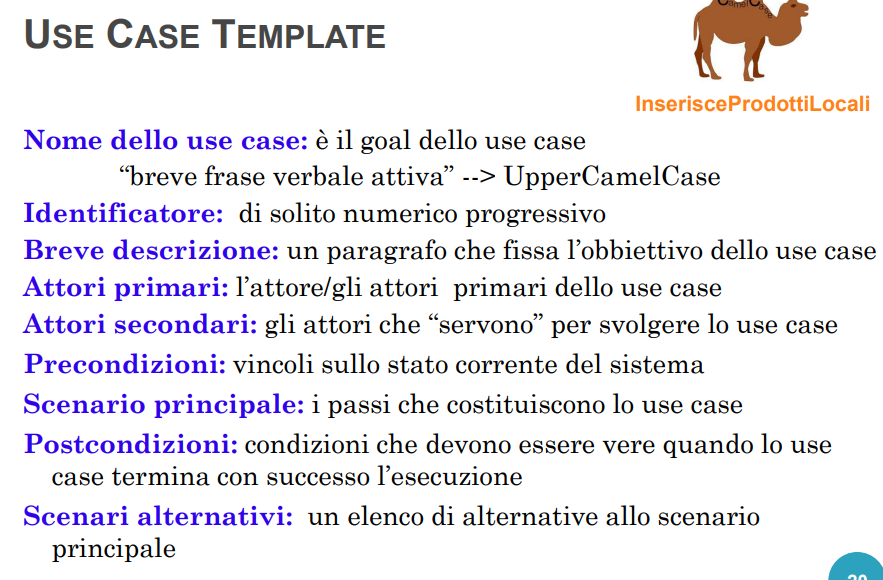 USE CASE TEMPLATE
CamelCase
InserisceProdottiLocali
Nome dello use case: è il goal dello use case
“breve frase verbale attiva” --> UpperCamelCase
Identificatore: di solito numerico progressivo
Breve descrizione: un paragrafo che fissa l’obbiettivo dello use case
Attori primari: l’attore/gli attori primari dello use case
Attori secondari: gli attori che “servono” per svolgere lo use case
Precondizioni: vincoli sullo stato corrente del sistema
Scenario principale: i passi che costituiscono lo use case
Postcondizioni: condizioni che devono essere vere quando lo use
case termina con successo l’esecuzione
Scenari alternativi: un elenco di alternative allo scenario
principale